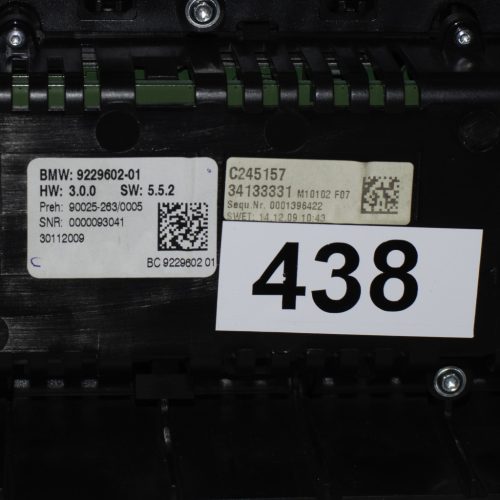 BMW: 9229602-01
HW: 3.0.0 SW: 5.5.2
Preh: 90025-263/0005
SNR: 0000093041
30112009
BC 9229602 01
C245157
34133331 M10102 F07
Sequ.Nr. 0001396422
SWET: 14.12.09 10:43
438